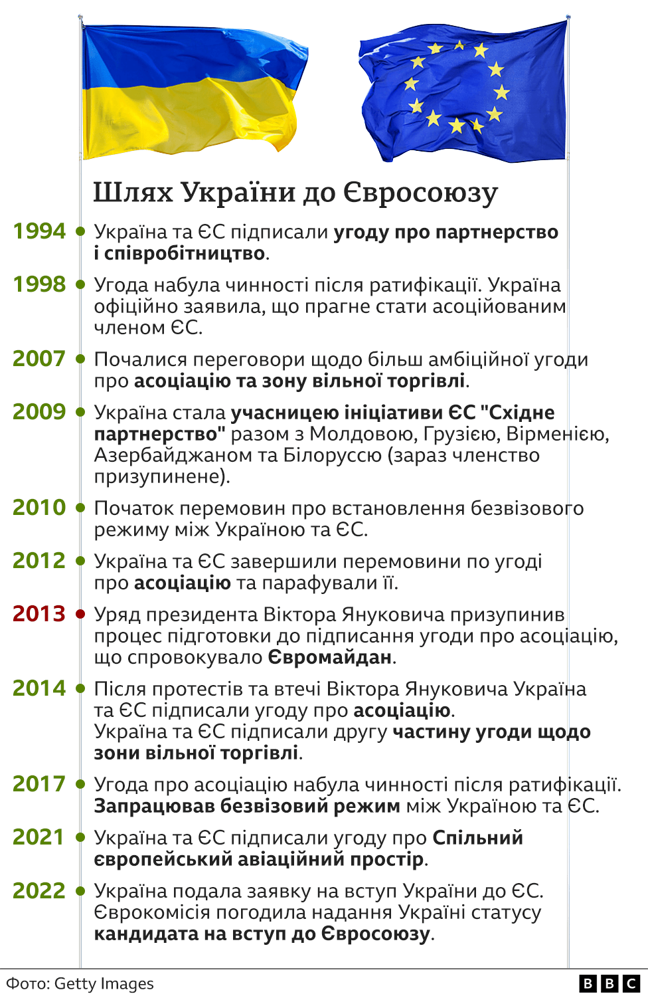 Шлях України до Євросоюзу
1994
Україна та ЄС підписали угоду про партнерство
і співробітництво.
1998
Угода набула чинності після ратифікації. Україна
офіційно заявила, що прагне стати асоційованим
членом ЄС.
2007
Почалися переговори щодо більш амбіційної угоди
про асоціацію та зону вільної торгівлі.
2009
Україна стала учасницею ініціативи ЄС "Східне
партнерство" разом з Молдовою, Грузією, Вірменією,
Азербайджаном та Білоруссю (зараз членство
призупинене).
2010
Початок перемовин про встановлення безвізового
режиму між Україною та ЄС.
2012
Україна та ЄС завершили перемовини по угоді
про асоціацію та парафували її.
2013
Уряд президента Віктора Януковича призупинив
процес підготовки до підписання угоди про асоціацію,
що спровокувало Євромайдан.
2014
Після протестів та втечі Віктора Януковича Україна
та ЄС підписали угоду про асоціацію.
Україна та ЄС підписали другу частину угоди щодо
зони вільної торгівлі.
2017
Угода про асоціацію набула чинності після ратифікації.
Запрацював безвізовий режим між Україною та ЄС.
2021
Україна та ЄС підписали угоду про Спільний
європейський авіаційний простір.
2022
Україна подала заявку на вступ України до ЄС.
Єврокомісія погодила надання Україні статусу
кандидата на вступ до Євросоюзу.
Фото: Getty Images
BBC